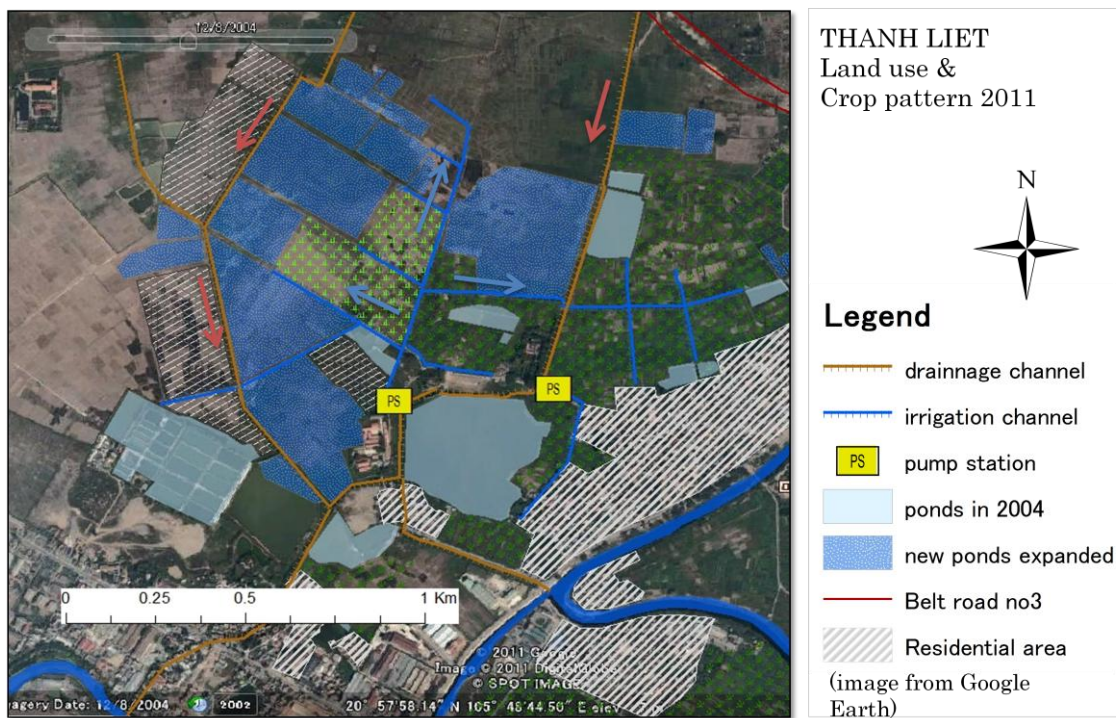 12/8/2004
PS
PS
0 0.25 0.5 1 Km
© 2011 Google
Image © 2011 DigitalGlobe
© SPOT IMAGE
agery Date: 12/8, 2004 2002 20° 57'58.14" N 105° 48'44.50" E elev
THANH LIET
Land use &
Crop pattern 2011
N
Legend
drainnage channel
irrigation channel
PS pump station
ponds in 2004
new ponds expanded
Belt road no3
Residential area
(image from Google
Earth)